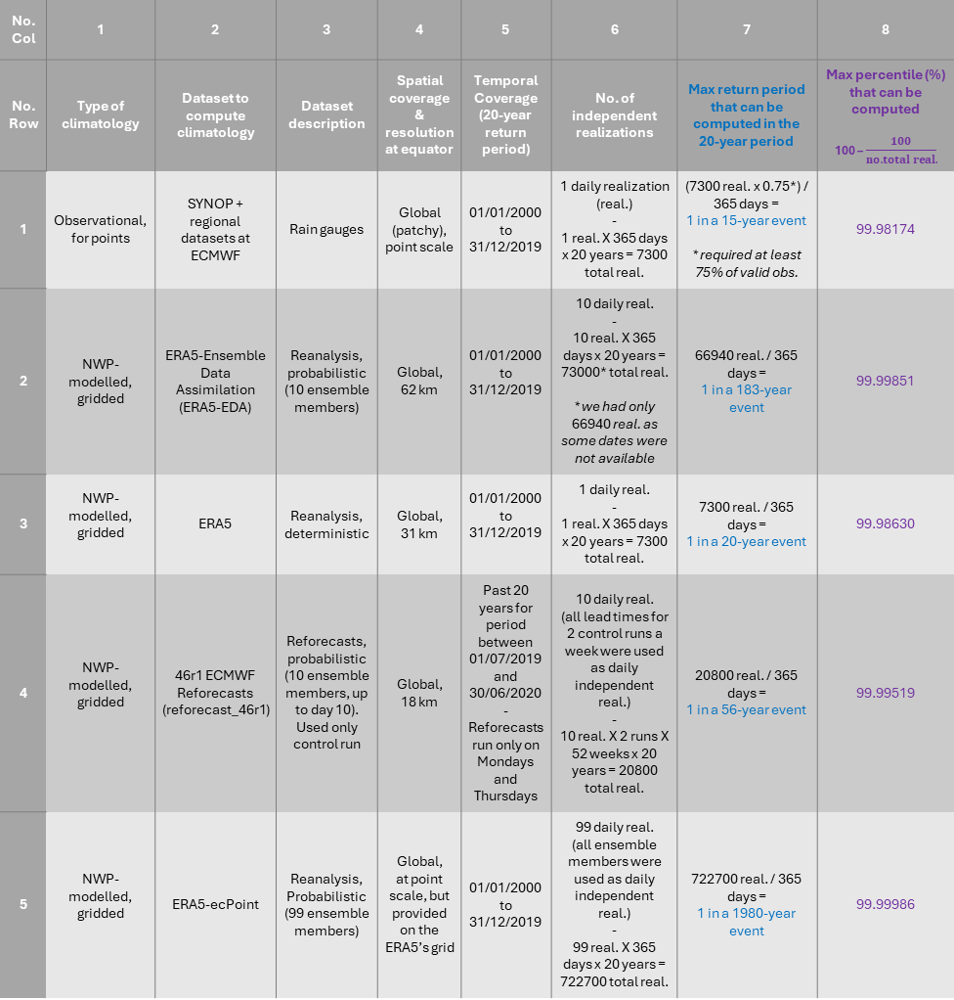 No.
Col
1
2
3
4
5
6
7
8
No.
Row
Type of
climatology
Dataset to
compute
climatology
Dataset
description
Spatial
coverage
&
resolution
at equator
Temporal
Coverage
(20-year
return
period)
No. of
independent
realizations
Max return period
that can be
computed in the
20-year period
Max percentile (%)
that can be
computed
100 – 100 / no.total real.
1
Observational,
for points
SYNOP +
regional
datasets at
ECMWF
Rain gauges
Global
(patchy),
point scale
01/01/2000
to
31/12/2019
1 daily realization
(real.)
-
1 real. X 365 days
x 20 years = 7300
total real.
(7300 real. x 0.75*) /
365 days =
1 in a 15-year event
*required at least
75% of valid obs.
99.98174
2
NWP-
modelled,
gridded
ERA5-Ensemble
Data
Assimilation
(ERA5-EDA)
Reanalysis,
probabilistic
(10 ensemble
members)
Global,
62 km
01/01/2000
to
31/12/2019
10 daily real.
-
10 real. X 365
days x 20 years =
73000* total real.
*we had only
66940 real. as
some dates were
not available
66940 real. / 365
days =
1 in a 183-year
event
99.99851
3
NWP-
modelled,
gridded
ERA5
Reanalysis,
deterministic
Global,
31 km
01/01/2000
to
31/12/2019
1 daily real.
-
1 real. X 365 days
x 20 years = 7300
total real.
7300 real. / 365
days =
1 in a 20-year event
99.98630
4
NWP-
modelled,
gridded
46r1 ECMWF
Reforecasts
(reforecast_46r1)
Reforecasts,
probabilistic
(10 ensemble
members, up
to day 10).
Used only
control run
Global,
18 km
Past 20
years for
period
between
01/07/2019
and
30/06/2020
-
Reforecasts
run only on
Mondays
and
Thursdays
10 daily real.
(all lead times for
2 control runs a
week were used
as daily
independent
real.)
-
10 real. X 2 runs X
52 weeks x 20
years = 20800
total real.
20800 real. / 365
days =
1 in a 56-year event
99.99519
5
NWP-
modelled,
gridded
ERA5-ecPoint
Reanalysis,
Probabilistic
(99 ensemble
members)
Global,
at point
scale, but
provided
on the
ERA5's grid
01/01/2000
to
31/12/2019
99 daily real.
(all ensemble
members were
used as daily
independent
real.)
-
99 real. X 365
days x 20 years =
722700 total real.
722700 real. / 365
days =
1 in a 1980-year
event
99.99986